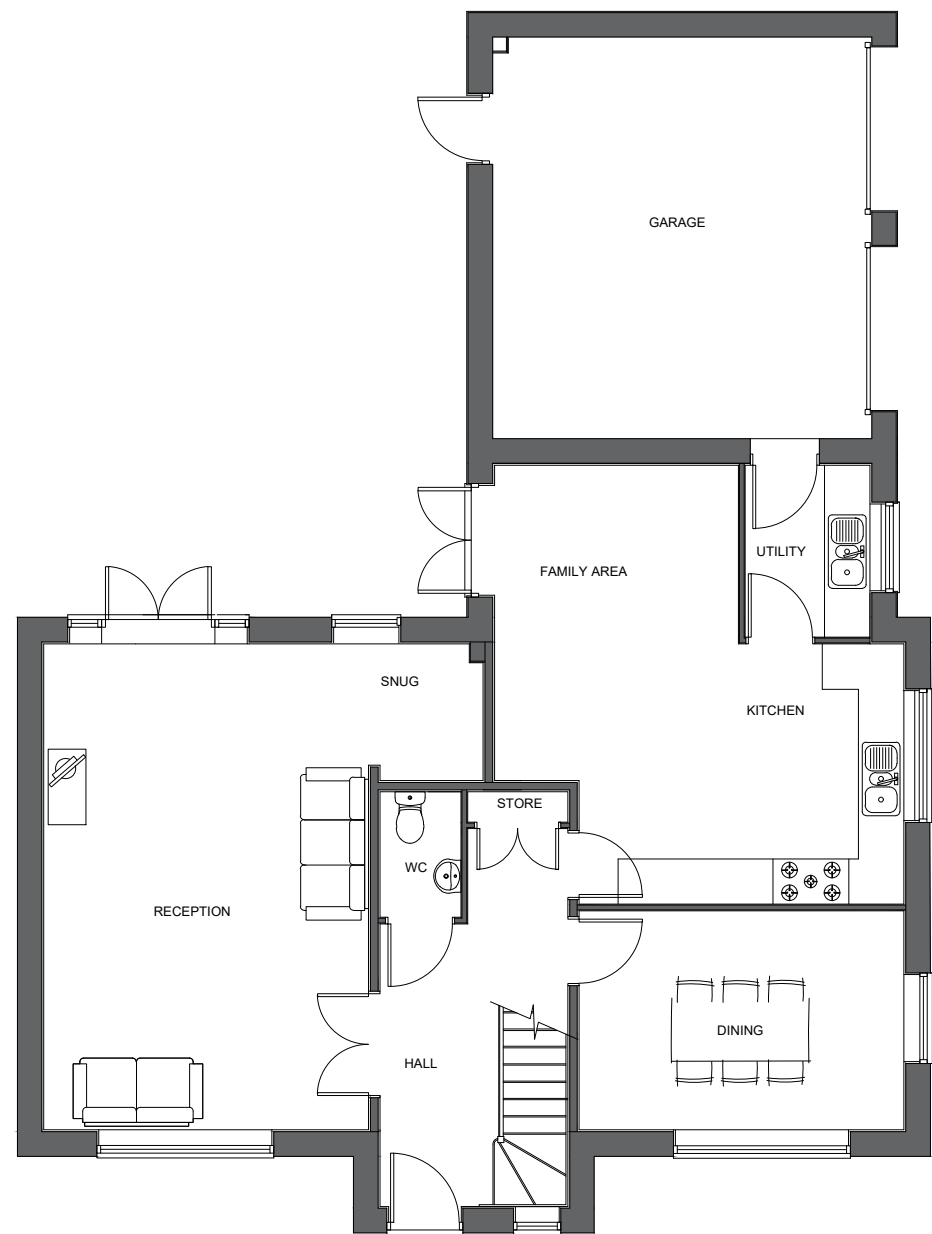 GARAGE
UTILITY
FAMILY AREA
SNUG
KITCHEN
STORE
WC
RECEPTION
DINING
HALL